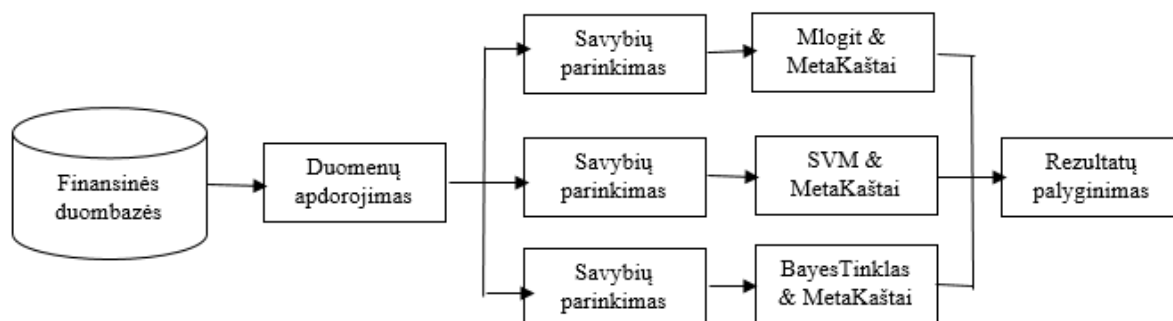 Finansinės
duombazės
Duomenų
apdorojimas
Savybių
parinkimas
Mlogit &
MetaKaštai
Savybių
parinkimas
SVM &
MetaKaštai
Savybių
parinkimas
BayesTinklas
& MetaKaštai
Rezultatų
palyginimas